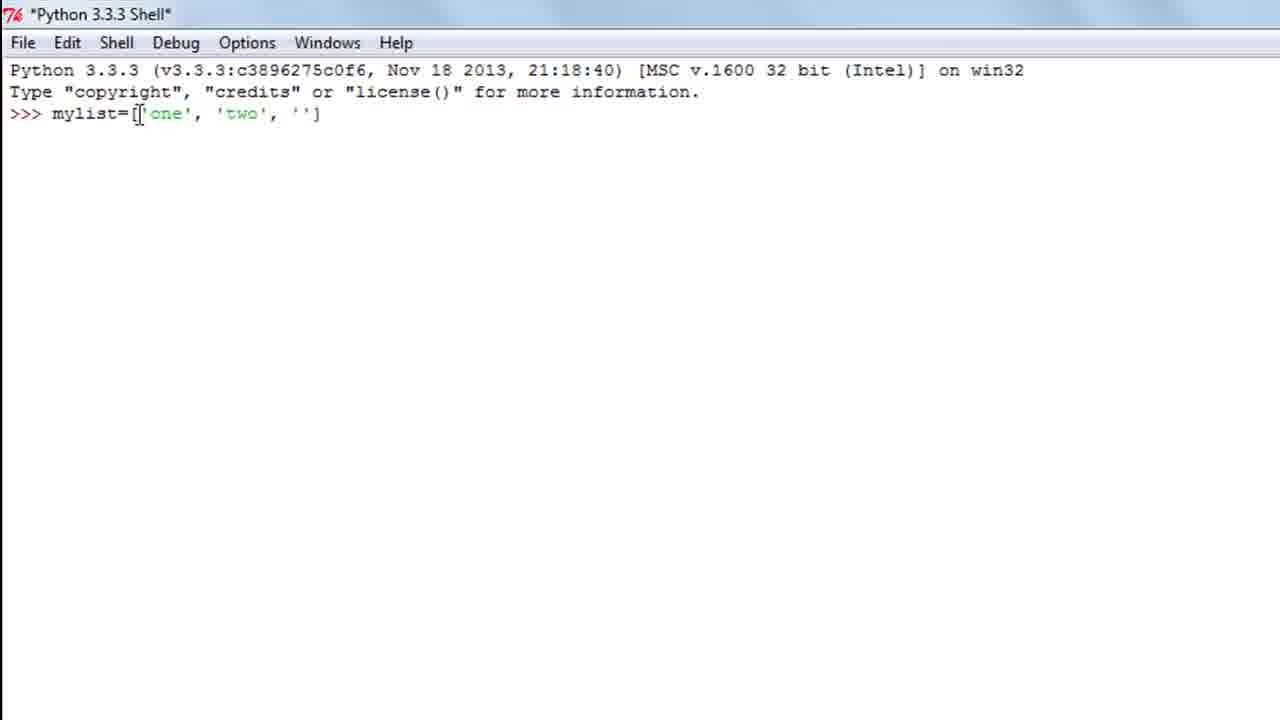 *Python 3.3.3 Shell*
File Edit Shell Debug Options Windows Help
Python 3.3.3 (v3.3.3:c3896275c0f6, Nov 18 2013, 21:18:40) [MSC v.1600 32 bit (Intel)] on win32
Type "copyright", "credits" or "license()" for more information.
>>> mylist=['one', 'two', '']